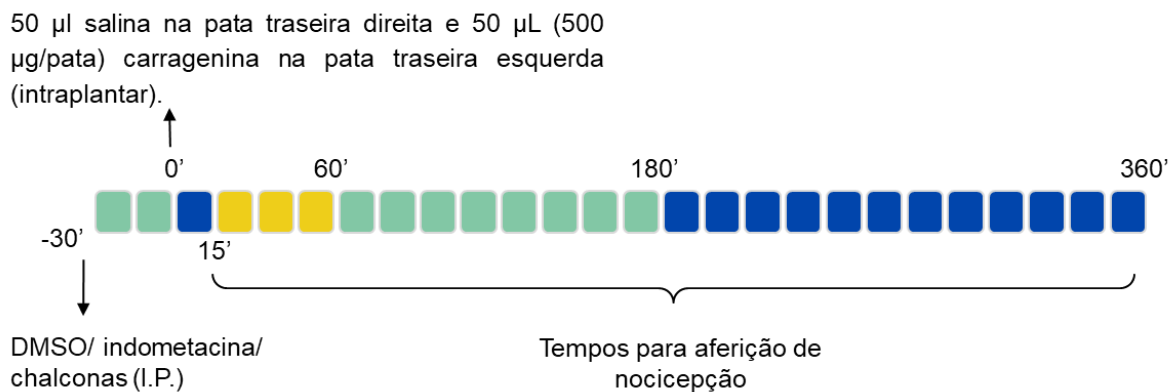 50 µl salina na pata traseira direita e 50 µL (500
µg/pata) carragenina na pata traseira esquerda
(intraplantar).
0’
60’
180’
360’
-30’
15’
DMSO/ indometacina/
chalconas (I.P.)
Tempos para aferição de
nocicepção